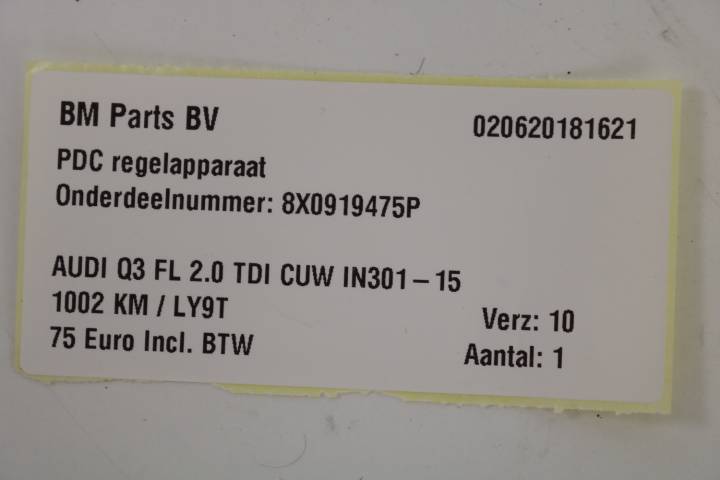 BM Parts BV 020620181621
PDC regelapparaat
Onderdeelnummer: 8X0919475P
AUDI Q3 FL 2.0 TDI CUW IN301-15
1002 KM / LY9T Verz: 10
75 Euro Incl. BTW Aantal: 1